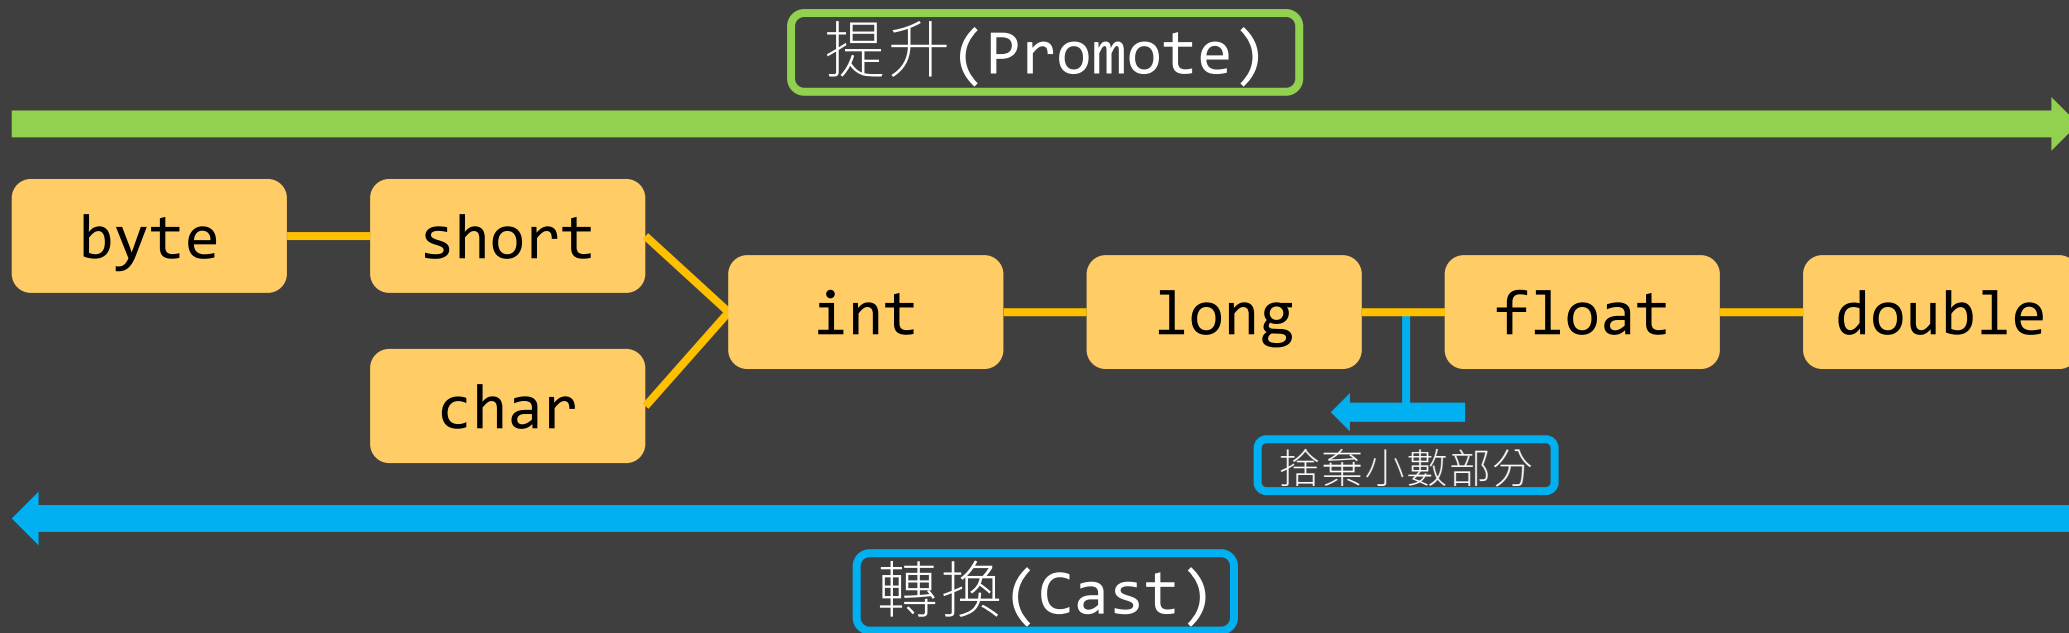 提升(Promote)
byte
short
char
int
long
float
double
捨棄小數部分
轉換(Cast)